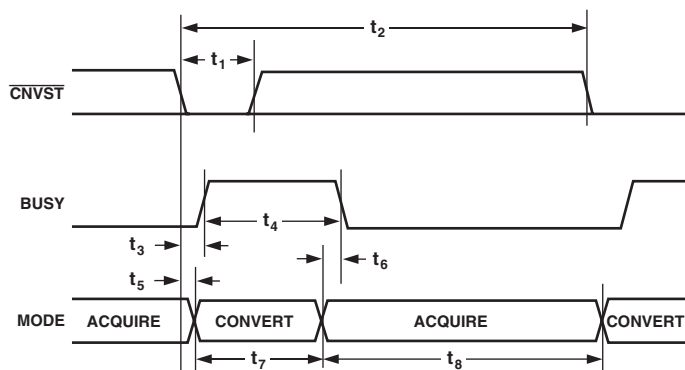 t2
t1
CNVST
BUSY
t4
t3
t6
t5
MODE ACQUIRE CONVERT ACQUIRE CONVERT
t7 t8